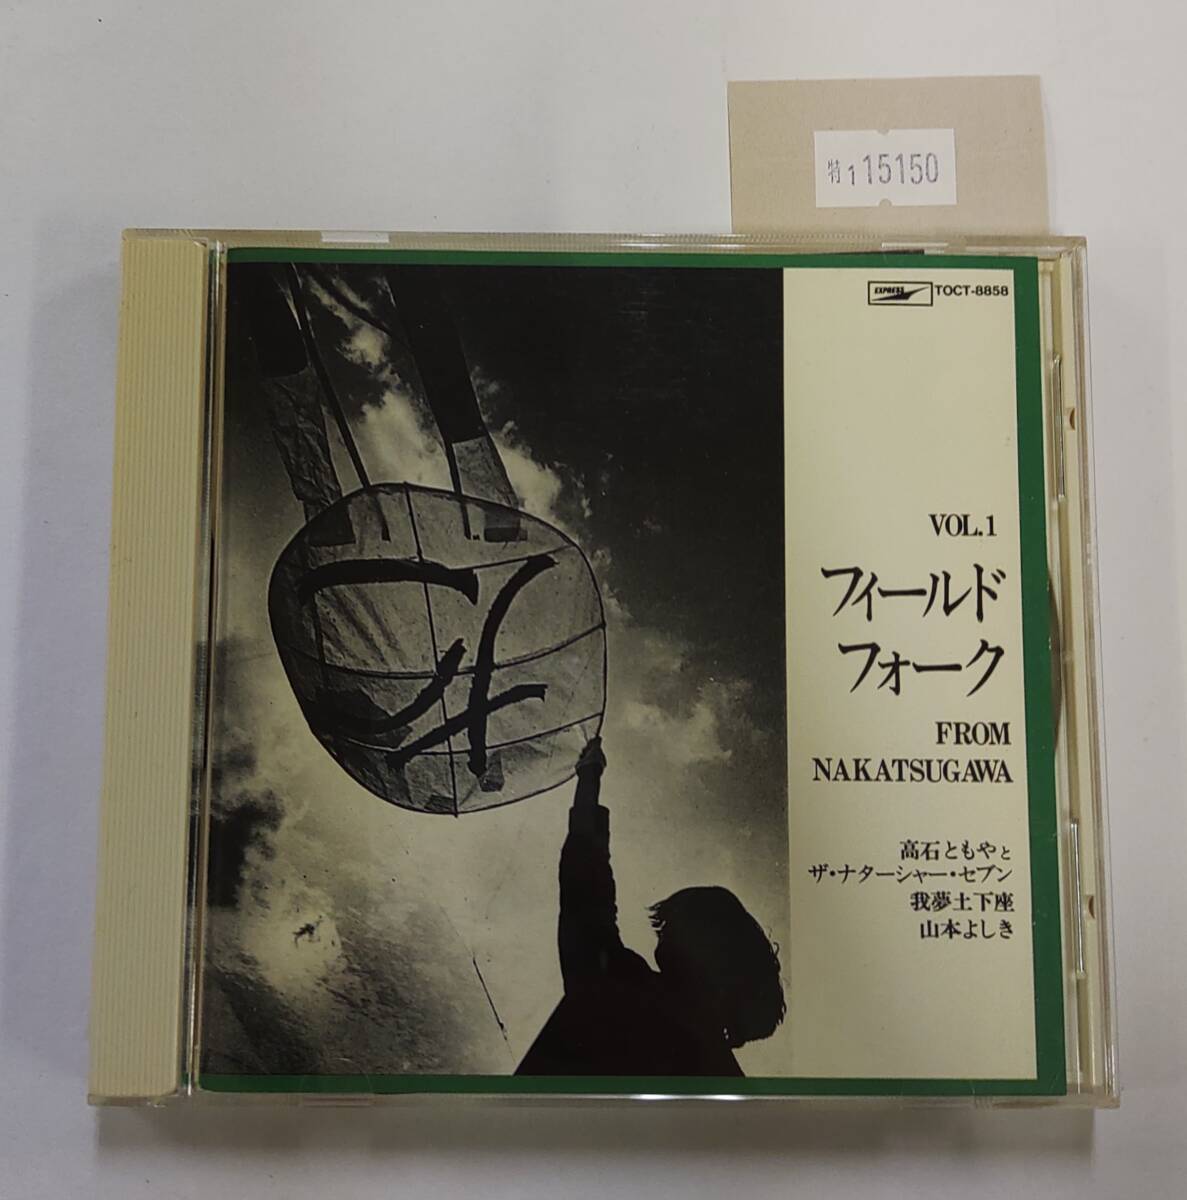 特1 15150
EXPRESS TOCT-8858
VOL.1
フィールド
フォーク
FROM
NAKATSUGAWA
高石ともやと
ザ・ナターシャー・セブン
我夢土下座
山本よしき